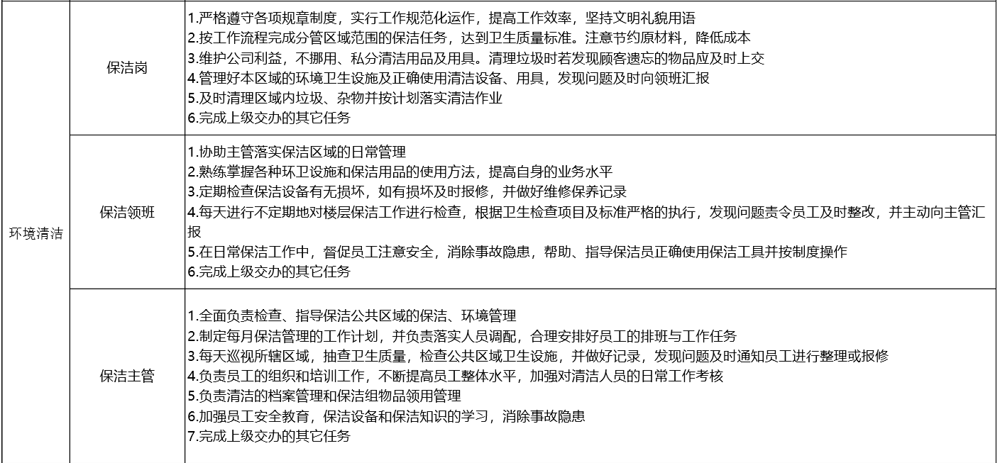 环境清洁
保洁岗
1.严格遵守各项规章制度，实行工作规范化运作，提高工作效率，坚持文明礼貌用语
2.按工作流程完成分管区域范围的保洁任务，达到卫生质量标准。注意节约原材料，降低成本
3.维护公司利益，不挪用、私分清洁用品及用具。清理垃圾时若发现顾客遗忘的物品应及时上交
4.管理好本区域的环境卫生设施及正确使用清洁设备、用具，发现问题及时向领班汇报
5.及时清理区域内垃圾、杂物并按计划落实清洁作业
6.完成上级交办的其它任务
保洁领班
1.协助主管落实保洁区域的日常管理
2.熟练掌握各种环卫设施和保洁用品的使用方法，提高自身的业务水平
3.定期检查保洁设备有无损坏，如有损坏及时报修，并做好维修保养记录
4.每天进行不定期地对楼层保洁工作进行检查，根据卫生检查项目及标准严格的执行，发现问题责令员工及时整改，并主动向主管汇
报
5.在日常保洁工作中，督促员工注意安全，消除事故隐患，帮助、指导保洁员正确使用保洁工具并按制度操作
6.完成上级交办的其它任务
保洁主管
1.全面负责检查、指导保洁公共区域的保洁、环境管理
2.制定每月保洁管理的工作计划，并负责落实人员调配，合理安排好员工的排班与工作任务
3.每天巡视所辖区域，抽查卫生质量，检查公共区域卫生设施，并做好记录，发现问题及时通知员工进行整理或报修
4.负责员工的组织和培训工作，不断提高员工整体水平，加强对清洁人员的日常工作考核
5.负责清洁的档案管理和保洁组物品领用管理
6.加强员工安全教育，保洁设备和保洁知识的学习，消除事故隐患
7.完成上级交办的其它任务